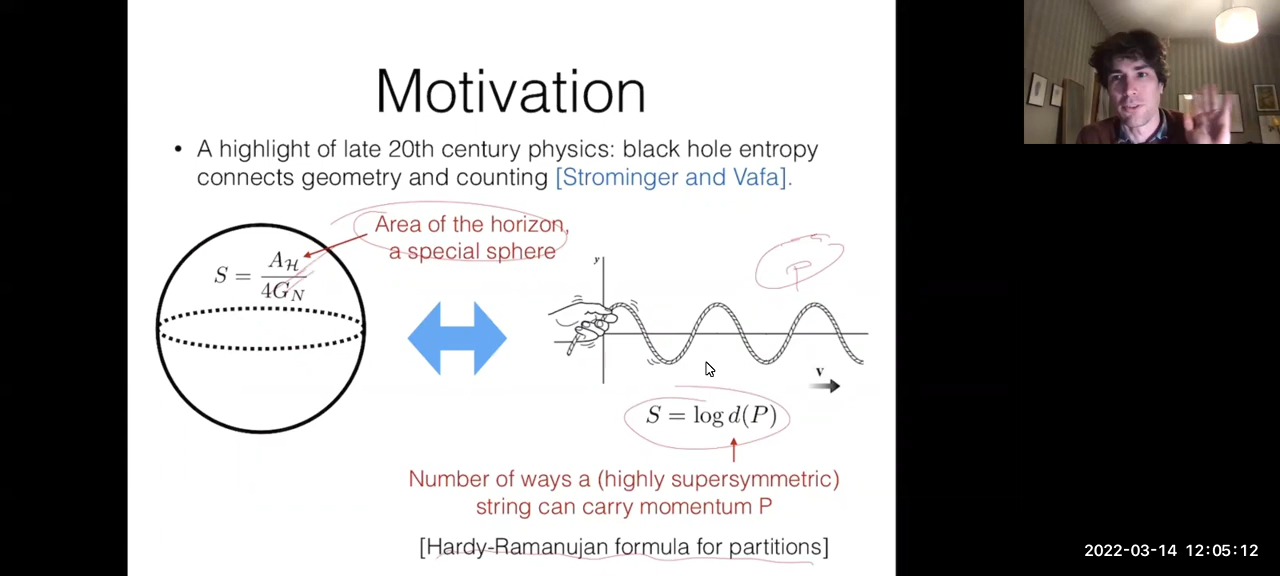 Motivation
• A highlight of late 20th century physics: black hole entropy
connects geometry and counting [Strominger and Vafa].
Area of the horizon,
a special sphere
S = A_H / 4G_N
y
P
v
S = log d(P)
Number of ways a (highly supersymmetric)
string can carry momentum P
[Hardy-Ramanujan formula for partitions]
2022-03-14 12:05:12